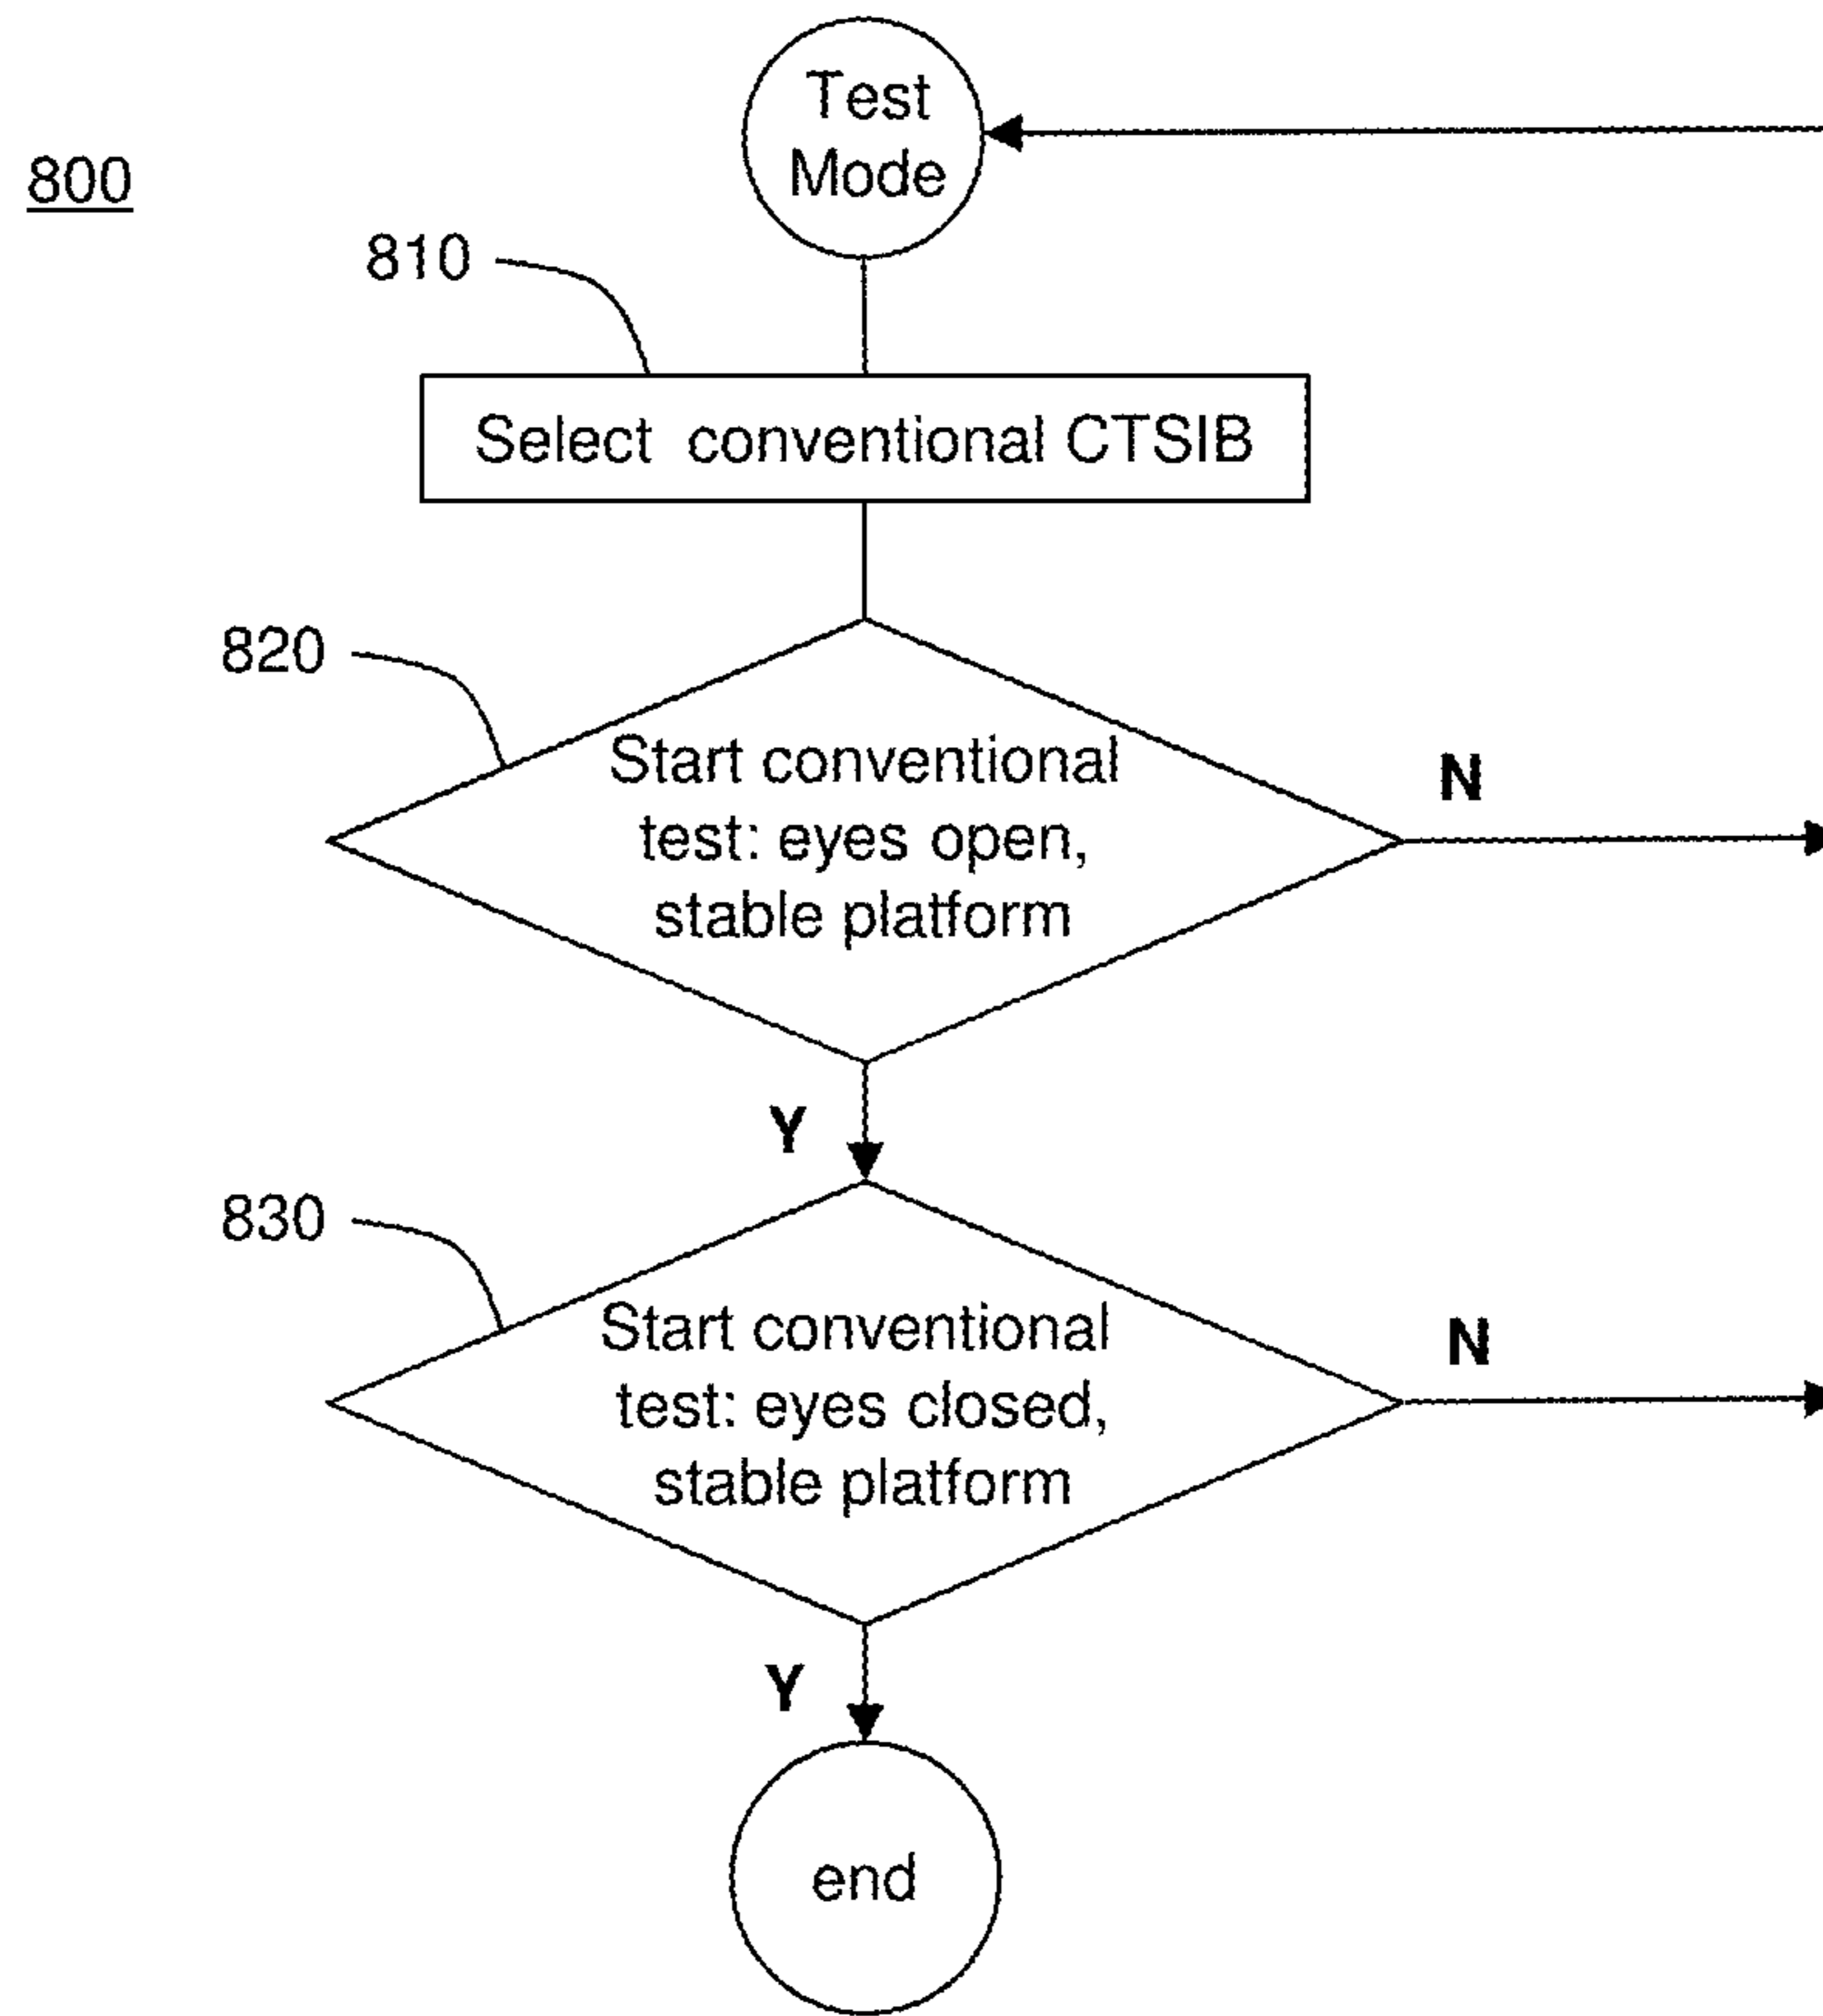 Test
Mode
800
810
Select conventional CTSIB
820
Start conventional
test: eyes open,
stable platform
N
Y
830
Start conventional
test: eyes closed,
stable platform
N
Y
end